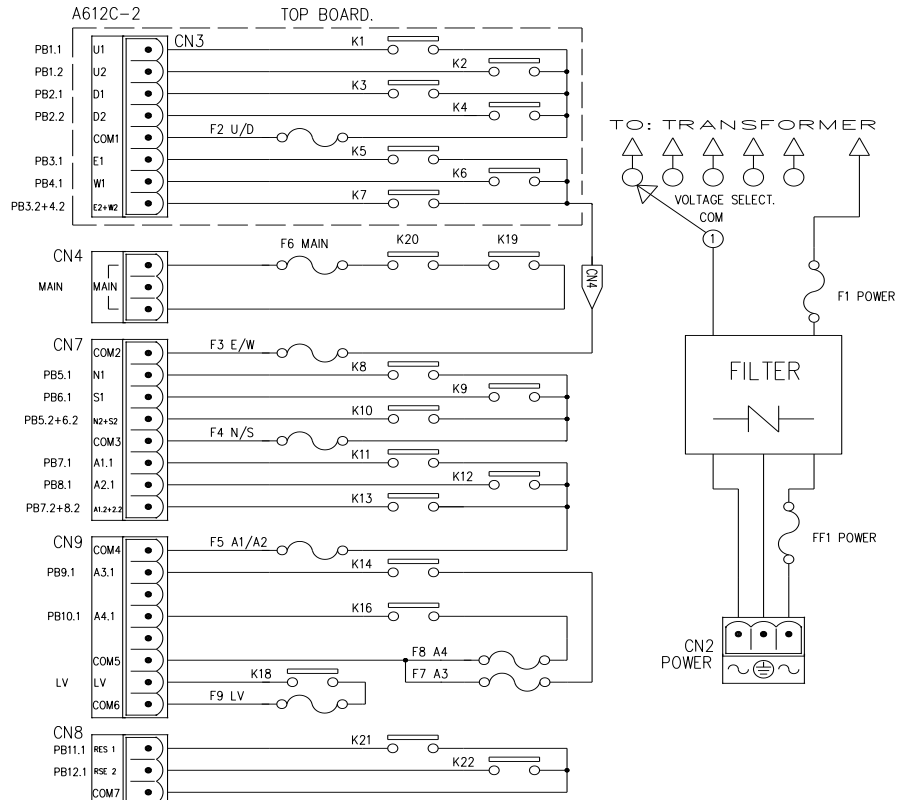 A612C-2
TOP BOARD.
CN3
PB1.1 U1 K1
PB1.2 U2 K2
PB2.1 D1 K3
PB2.2 D2 K4
COM1 F2 U/D
PB3.1 E1 K5
PB4.1 W1 K6
PB3.2+4.2 E2+W2 K7
CN4
F6 MAIN K20 K19
MAIN MAIN
CN4
CN7
COM2 F3 E/W
PB5.1 N1 K8
PB6.1 S1 K9
PB5.2+6.2 N2+S2 K10
COM3 F4 N/S
PB7.1 A1.1 K11
PB8.1 A2.1 K12
PB7.2+8.2 A1.2+2.2 K13
CN9
COM4 F5 A1/A2
PB9.1 A3.1 K14
PB10.1 A4.1 K16
COM5 F8 A4
F7 A3
LV LV K18
COM6 F9 LV
CN8
PB11.1 RES 1 K21
PB12.1 RSE 2 K22
COM7
TO: TRANSFORMER
VOLTAGE SELECT.
COM
1
F1 POWER
FILTER
FF1 POWER
CN2
POWER